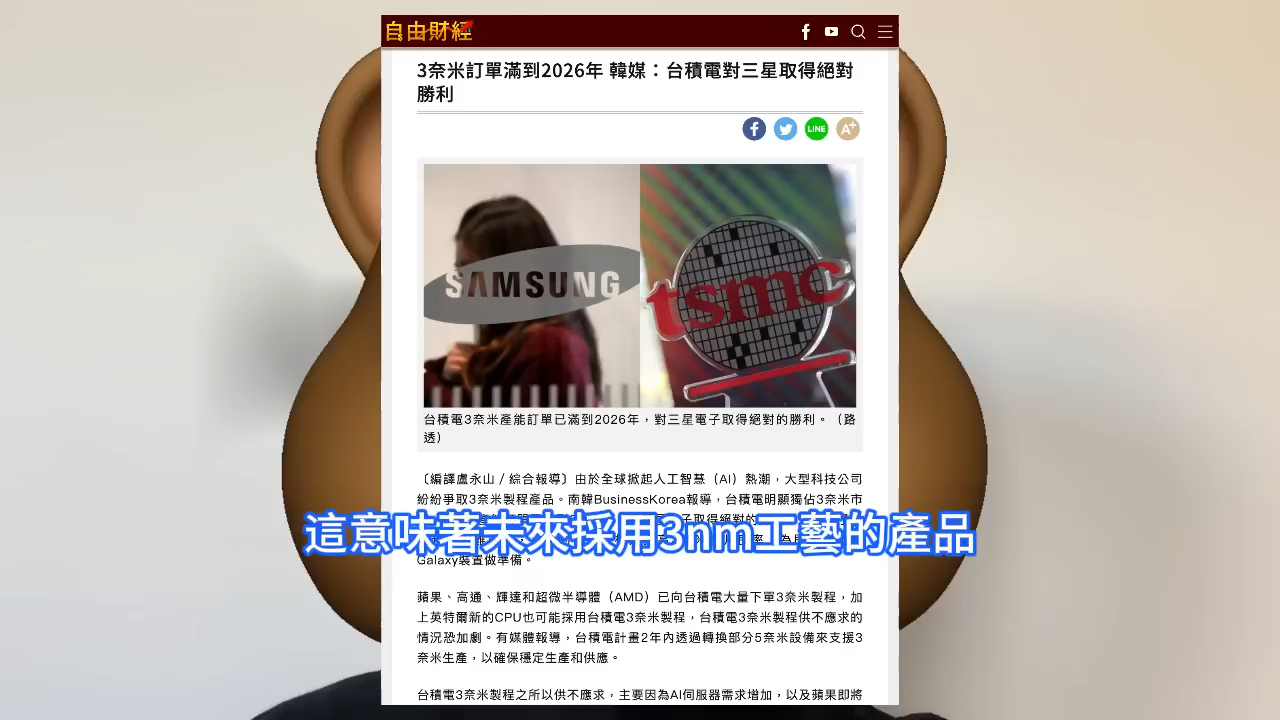 自由財經
3奈米訂單滿到2026年 韓媒：台積電對三星取得絕對
勝利
LINE
A+
SAMSUNG
tsmc
台積電3奈米產能訂單已滿到2026年，對三星電子取得絕對的勝利。（路
透）
〔編譯盧永山／綜合報導〕由於全球掀起人工智慧（AI）熱潮，大型科技公司
紛紛爭取3奈米製程產品。南韓BusinessKorea報導，台積電明顯獨佔3奈米市
子取得絕對的
這意味著未來採用3nm工藝的產品
Galaxy裝置做準備。
蘋果、高通、輝達和超微半導體（AMD）已向台積電大量下單3奈米製程，加
上英特爾新的CPU也可能採用台積電3奈米製程，台積電3奈米製程供不應求的
情況恐加劇。有媒體報導，台積電計畫2年內透過轉換部分5奈米設備來支援3
奈米生產，以確保穩定生產和供應。
台積電3奈米製程之所以供不應求，主要因為AI伺服器需求增加，以及蘋果即將